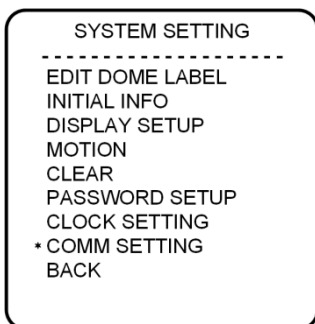 SYSTEM SETTING
- - - - - - - - - - - - - - - - - - - - - - -
EDIT DOME LABEL
INITIAL INFO
DISPLAY SETUP
MOTION
CLEAR
PASSWORD SETUP
CLOCK SETTING
* COMM SETTING
BACK